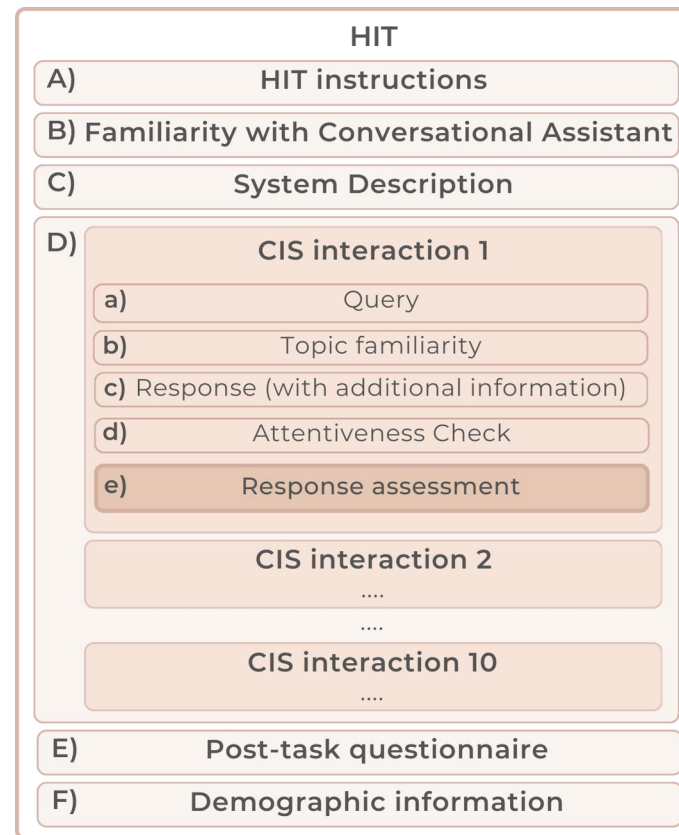 HIT
A) HIT instructions
B) Familiarity with Conversational Assistant
C) System Description
D) CIS interaction 1
a) Query
b) Topic familiarity
c) Response (with additional information)
d) Attentiveness Check
e) Response assessment
CIS interaction 2
....
....
CIS interaction 10
....
E) Post-task questionnaire
F) Demographic information